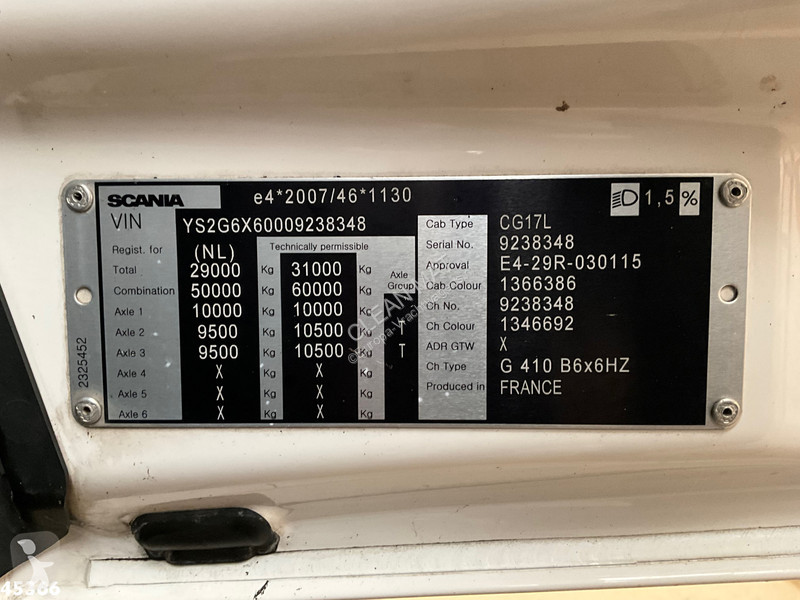 SCANIA e4*2007/46*1130 1,5 %
VIN YS2G6X60009238348
Regist. for (NL) Technically permissible
Total 29000 Kg 31000 Kg Axle Group
Combination 50000 Kg 60000 Kg
Axle 1 10000 Kg 10000 Kg
Axle 2 9500 Kg 10500 Kg T
Axle 3 9500 Kg 10500 Kg T
Axle 4 X Kg X Kg
Axle 5 X Kg X Kg
Axle 6 X Kg X Kg
Cab Type CG17L
Serial No. 9238348
Approval E4-29R-030115
Cab Colour 1366386
Ch No. 9238348
Ch Colour 1346692
ADR GTW X
Ch Type G 410 B6x6HZ
Produced in FRANCE
2325452
45366